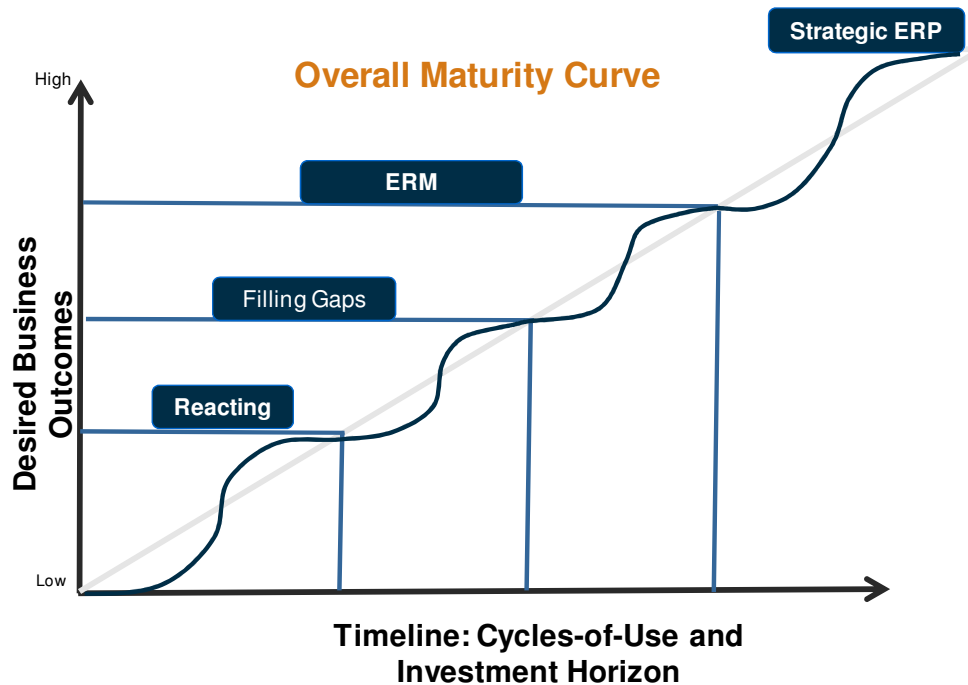 Strategic ERP
High
Overall Maturity Curve
ERM
Filling Gaps
Reacting
Desired Business
Outcomes
Low
Timeline: Cycles-of-Use and
Investment Horizon